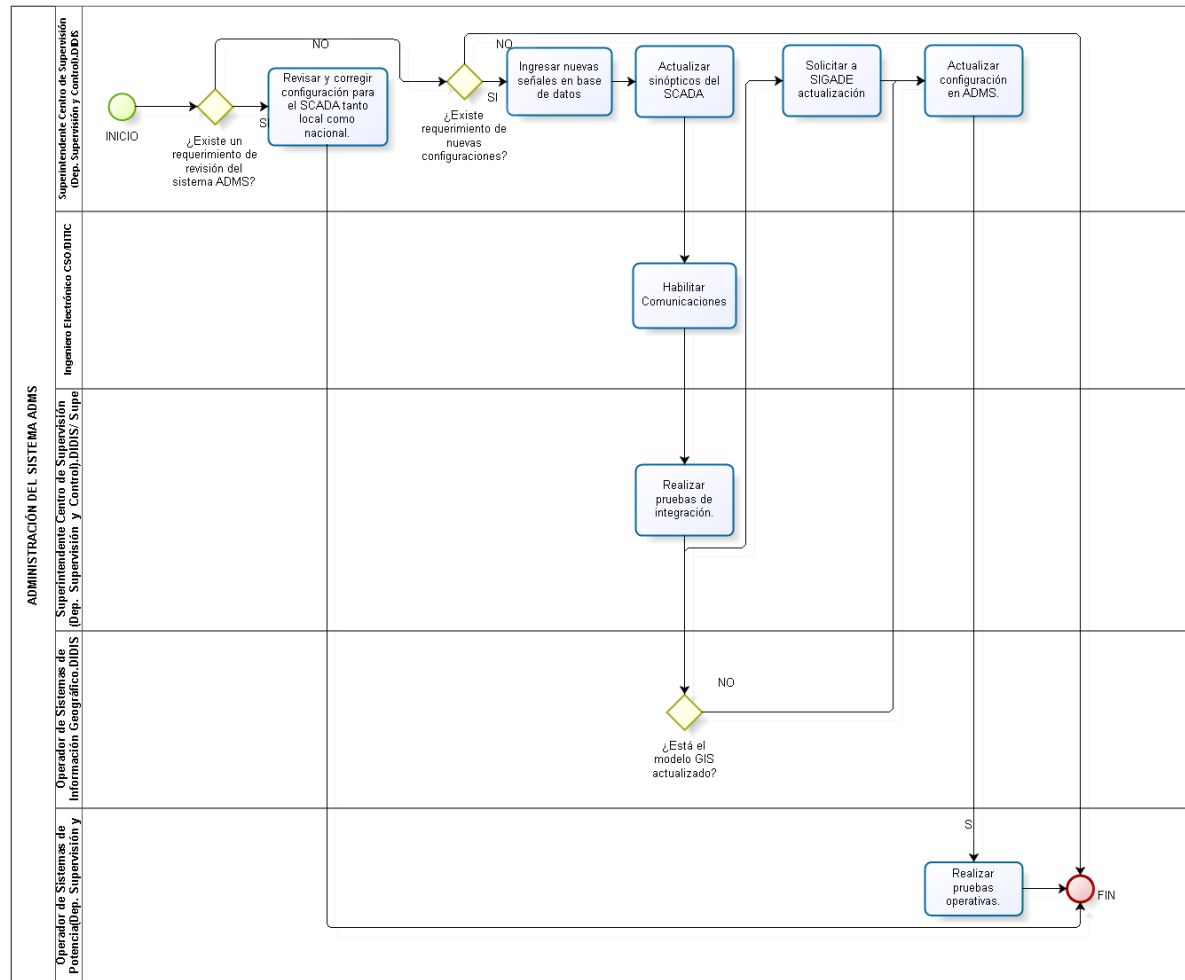 ADMINISTRACIÓN DEL SISTEMA ADMS
Superintendente Centro de Supervisión
(Dep. Supervisión y Control).DIDIS
NO
NO
INICIO
SI
¿Existe un
requerimiento de
revisión del
sistema ADMS?
Revisar y corregir
configuración para
el SCADA tanto
local como
nacional.
SI
¿Existe
requerimiento de
nuevas
configuraciones?
Ingresar nuevas
señales en base
de datos
Actualizar
sinópticos del
SCADA
Solicitar a
SIGADE
actualización
Actualizar
configuración
en ADMS.
Ingeniero Electrónico CSO/DITIC
Habilitar
Comunicaciones
Superintendente Centro de Supervisión
(Dep. Supervisión y Control).DIDIS/ Supe
Realizar
pruebas de
integración.
Operador de Sistemas de
Información Geográfico.DIDIS
NO
¿Está el
modelo GIS
actualizado?
Operador de Sistemas de
Potencia(Dep. Supervisión y
S
Realizar
pruebas
operativas.
FIN